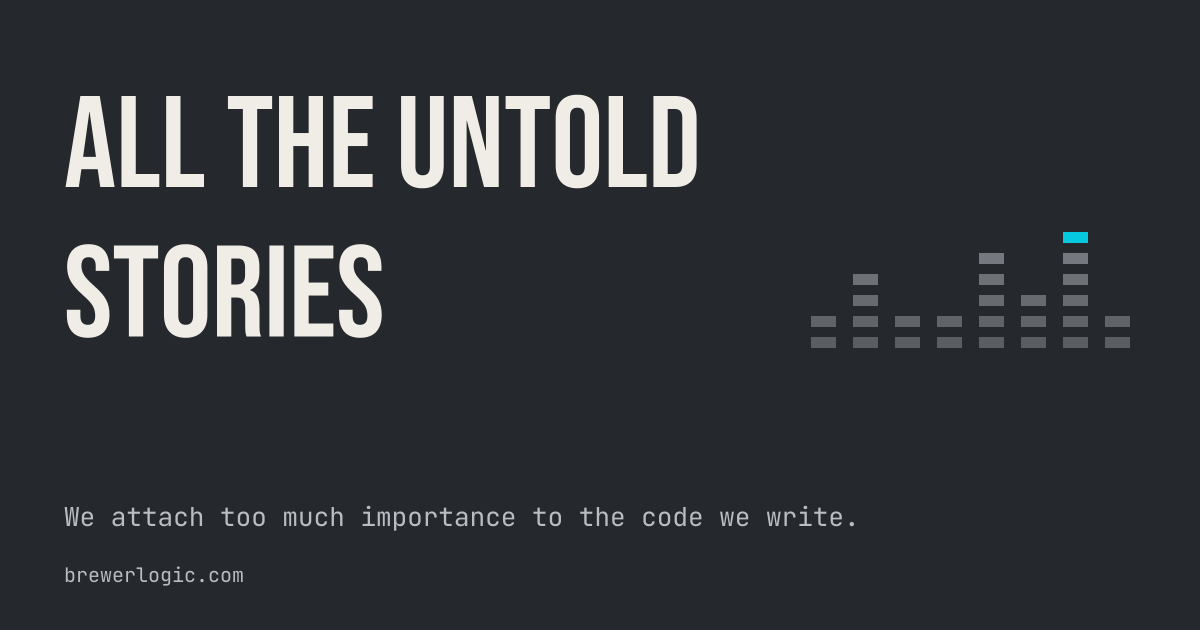 ALL THE UNTOLD
STORIES
We attach too much importance to the code we write.
brewerlogic.com